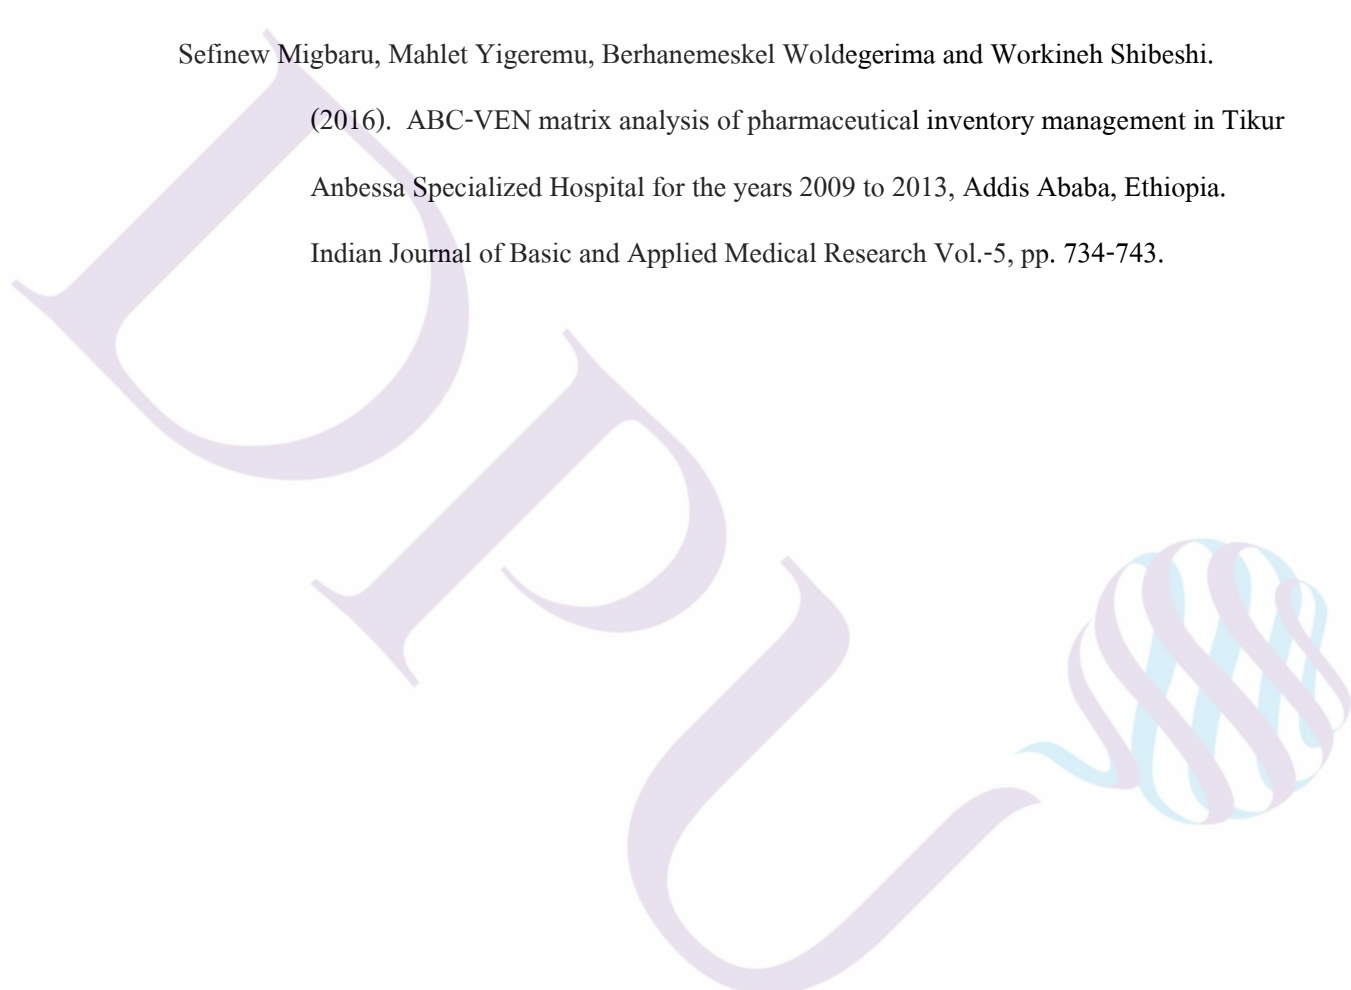 Sefinew Migbaru, Mahlet Yigeremu, Berhanemeskel Woldegerima and Workineh Shibeshi.
(2016).  ABC-VEN matrix analysis of pharmaceutical inventory management in Tikur
Anbessa Specialized Hospital for the years 2009 to 2013, Addis Ababa, Ethiopia.
Indian Journal of Basic and Applied Medical Research Vol.-5, pp. 734-743.
DPU